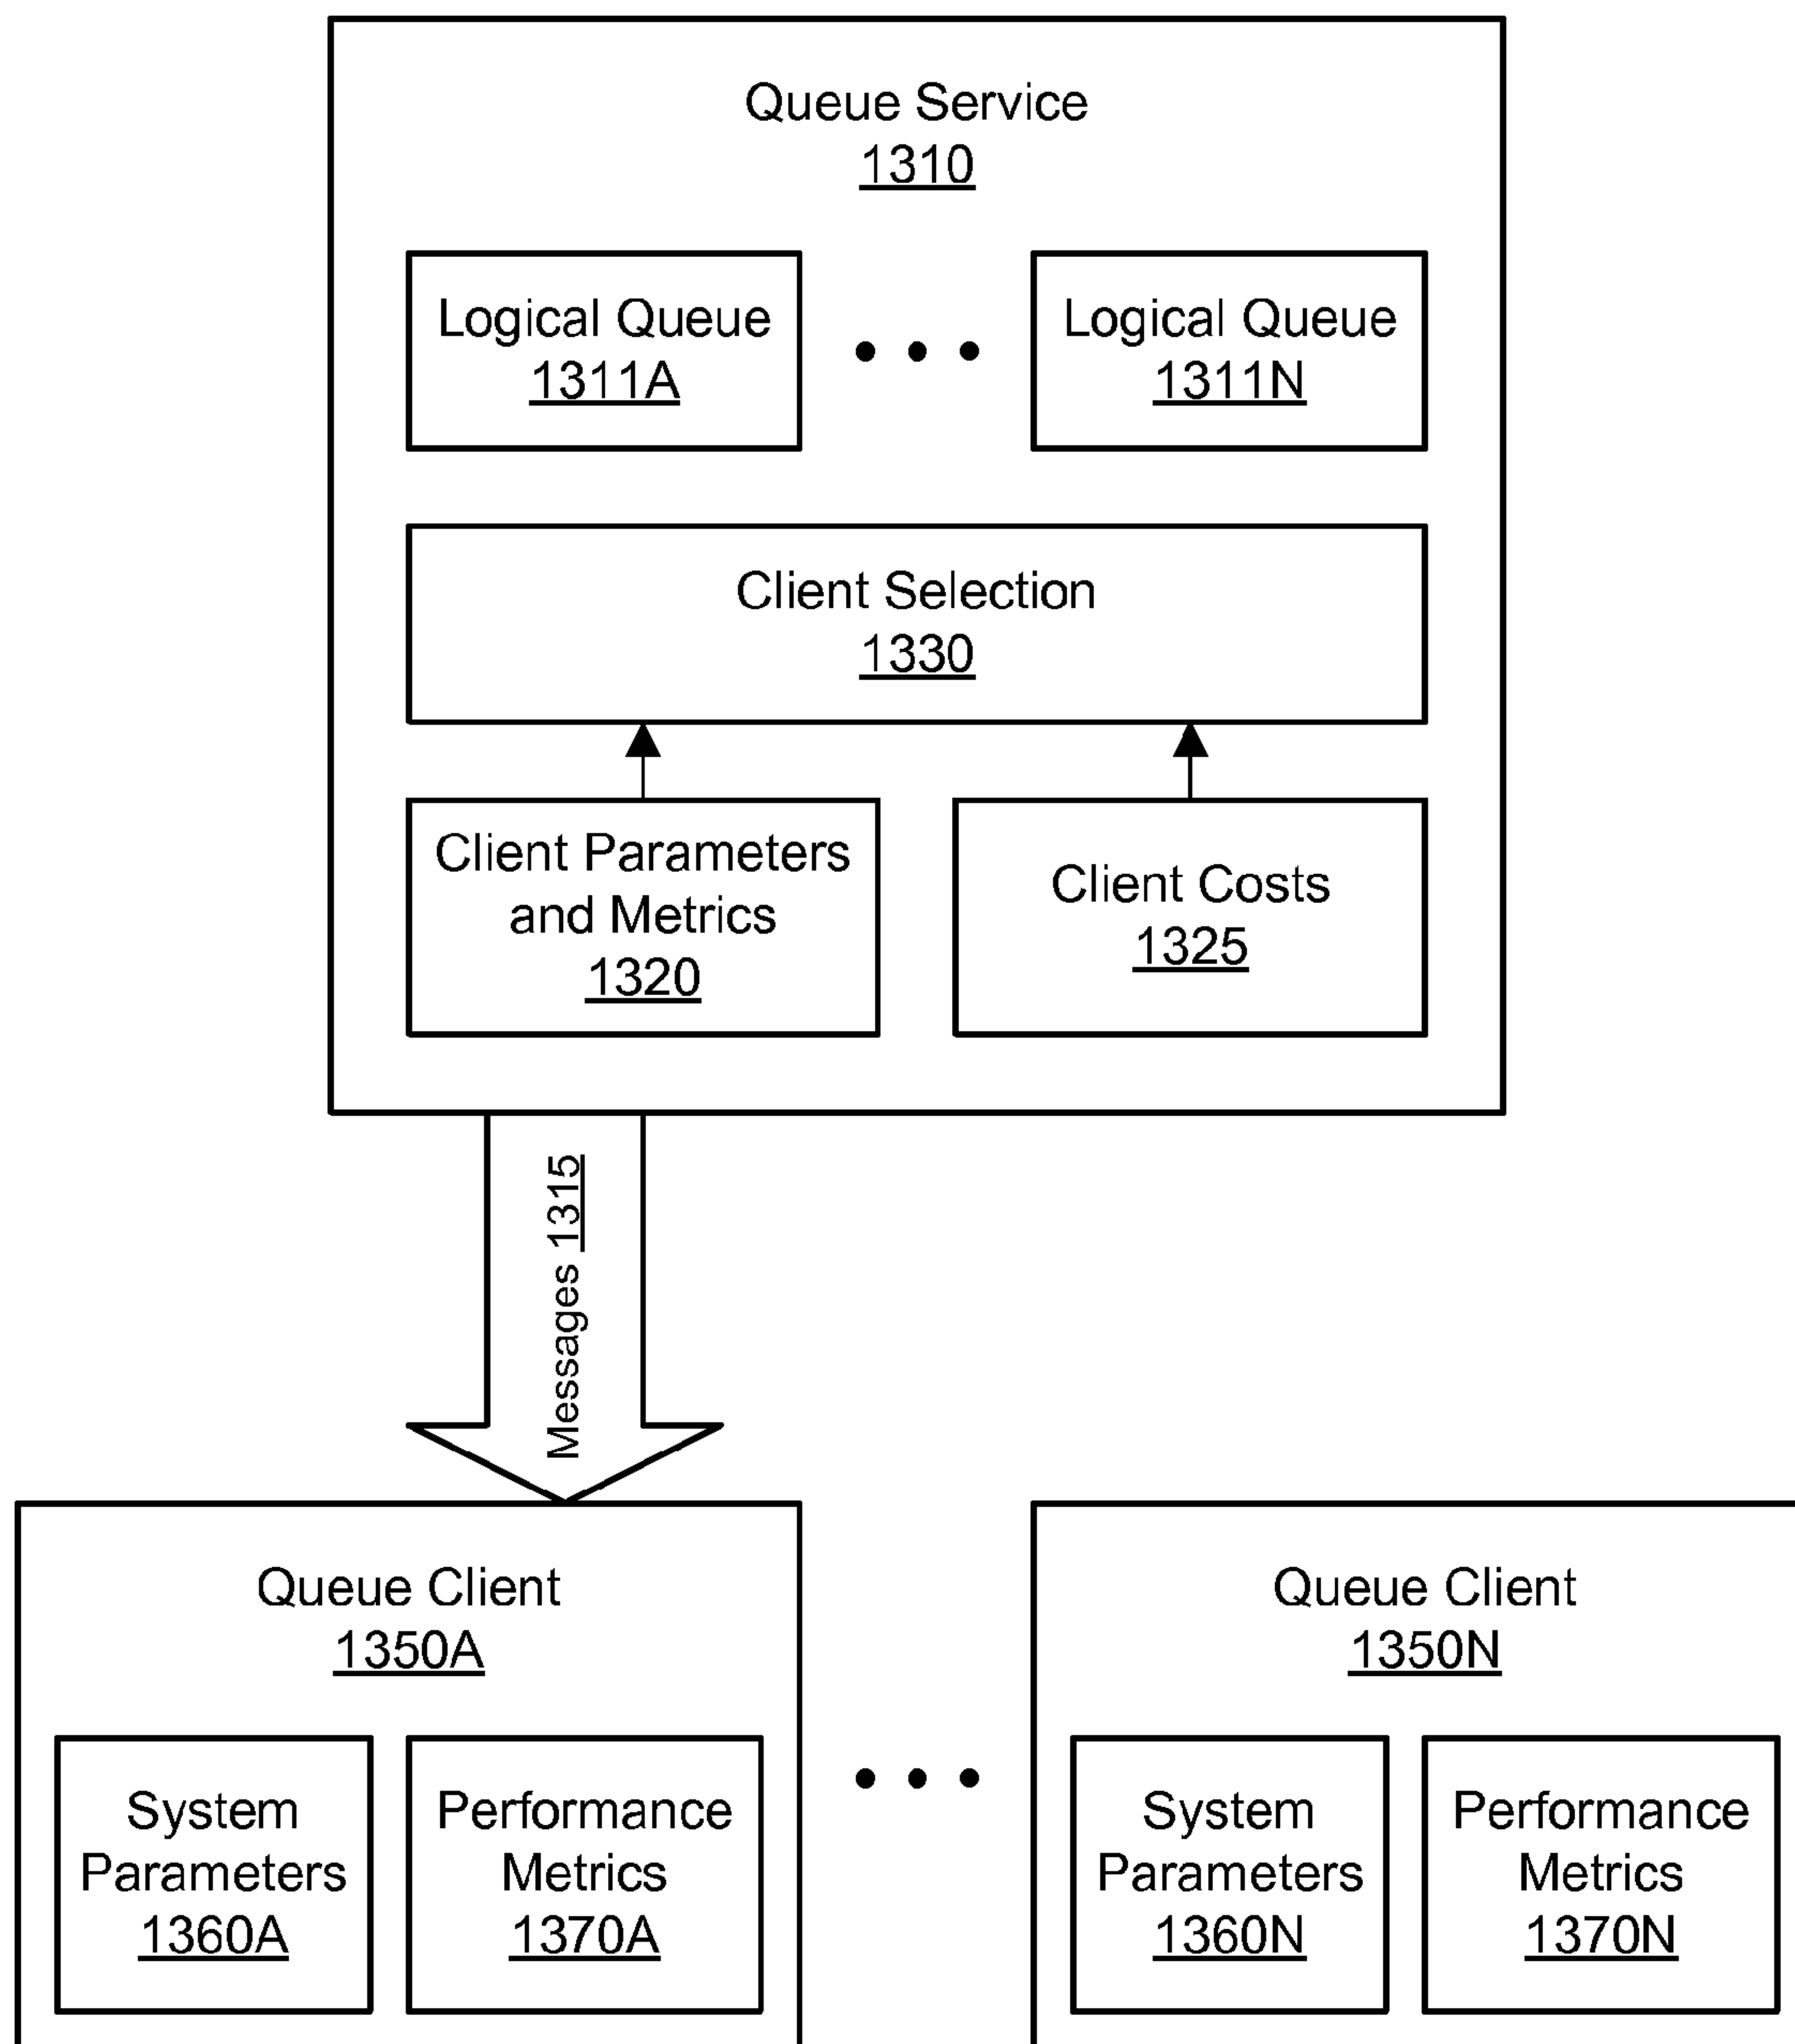 Queue Service
1310
Logical Queue
1311A
Logical Queue
1311N
Client Selection
1330
Client Parameters
and Metrics
1320
Client Costs
1325
Messages 1315
Queue Client
1350A
System
Parameters
1360A
Performance
Metrics
1370A
Queue Client
1350N
System
Parameters
1360N
Performance
Metrics
1370N